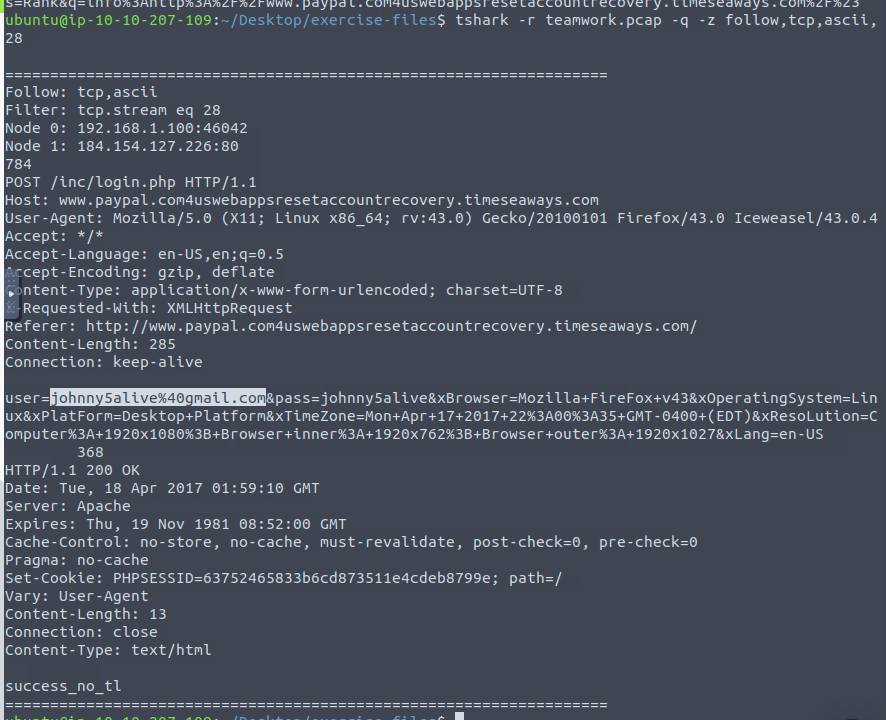 s=Rank&q=info%3Ahttp%3A%2F%2Fwww.paypal.com4uswebappsresetaccountrecovery.timeseaways.com%2F%23
ubuntu@ip-10-10-207-109:~/Desktop/exercise-files$ tshark -r teamwork.pcap -q -z follow,tcp,ascii,
28
===================================================================
Follow: tcp,ascii
Filter: tcp.stream eq 28
Node 0: 192.168.1.100:46042
Node 1: 184.154.127.226:80
784
POST /inc/login.php HTTP/1.1
Host: www.paypal.com4uswebappsresetaccountrecovery.timeseaways.com
User-Agent: Mozilla/5.0 (X11; Linux x86_64; rv:43.0) Gecko/20100101 Firefox/43.0 Iceweasel/43.0.4
Accept: */*
Accept-Language: en-US,en;q=0.5
Accept-Encoding: gzip, deflate
ontent-Type: application/x-www-form-urlencoded; charset=UTF-8
-Requested-With: XMLHttpRequest
Referer: http://www.paypal.com4uswebappsresetaccountrecovery.timeseaways.com/
Content-Length: 285
Connection: keep-alive
user=johnny5alive%40gmail.com&pass=johnny5alive&xBrowser=Mozilla+FireFox+v43&xOperatingSystem=Lin
ux&xPlatForm=Desktop+Platform&xTimeZone=Mon+Apr+17+2017+22%3A00%3A35+GMT-0400+(EDT)&xResoLution=C
omputer%3A+1920x1080%3B+Browser+inner%3A+1920x762%3B+Browser+outer%3A+1920x1027&xLang=en-US
368
HTTP/1.1 200 OK
Date: Tue, 18 Apr 2017 01:59:10 GMT
Server: Apache
Expires: Thu, 19 Nov 1981 08:52:00 GMT
Cache-Control: no-store, no-cache, must-revalidate, post-check=0, pre-check=0
Pragma: no-cache
Set-Cookie: PHPSESSID=63752465833b6cd873511e4cdeb8799e; path=/
Vary: User-Agent
Content-Length: 13
Connection: close
Content-Type: text/html
success_no_tl
===================================================================
ubuntu@ip-10-10-207-109:~/Desktop/exercise-files$